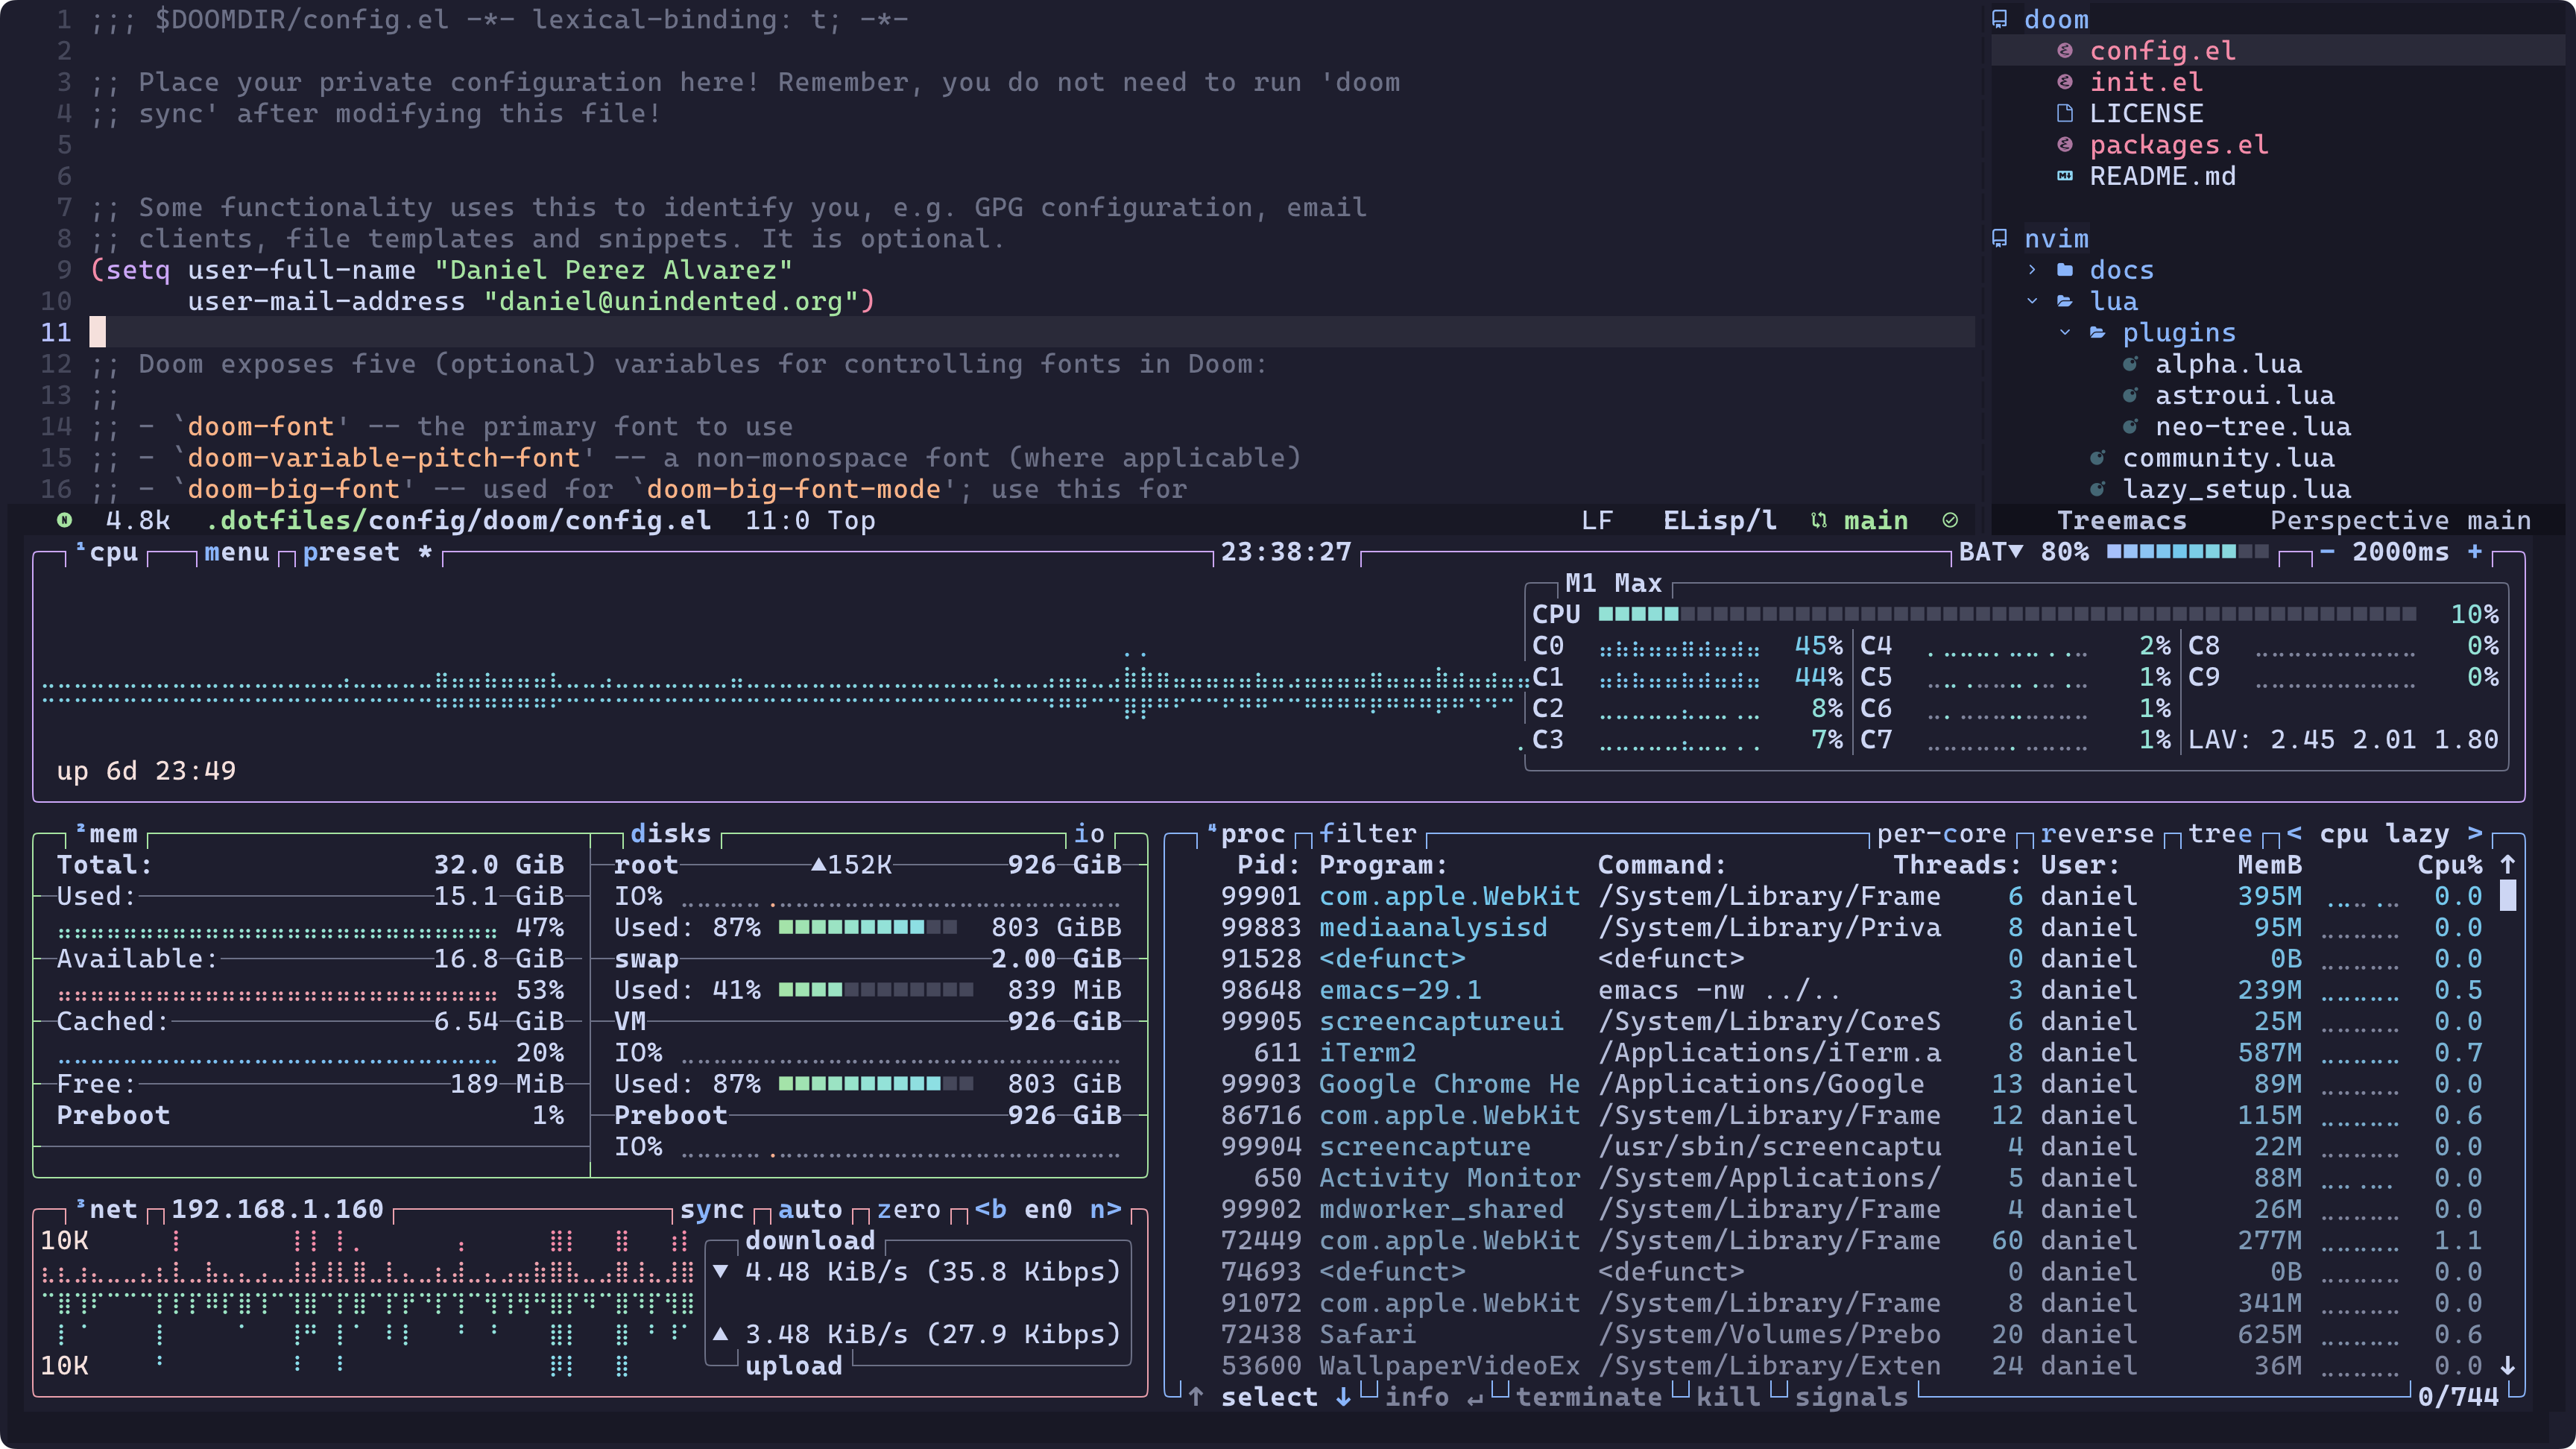 1 ;;; $DOOMDIR/config.el -*- lexical-binding: t; -*-
2
3 ;; Place your private configuration here! Remember, you do not need to run 'doom
4 ;; sync' after modifying this file!
5
6
7 ;; Some functionality uses this to identify you, e.g. GPG configuration, email
8 ;; clients, file templates and snippets. It is optional.
9 (setq user-full-name "Daniel Perez Alvarez"
10       user-mail-address "daniel@unindented.org")
11
12 ;; Doom exposes five (optional) variables for controlling fonts in Doom:
13 ;;
14 ;; - `doom-font' -- the primary font to use
15 ;; - `doom-variable-pitch-font' -- a non-monospace font (where applicable)
16 ;; - `doom-big-font' -- used for `doom-big-font-mode'; use this for
N 4.8k .dotfiles/config/doom/config.el 11:0 Top LF ELisp/l main
doom
config.el
init.el
LICENSE
packages.el
README.md
nvim
docs
lua
plugins
alpha.lua
astroui.lua
neo-tree.lua
community.lua
lazy_setup.lua
Treemacs Perspective main
¹cpu menu preset * 23:38:27 BAT▼ 80% - 2000ms +
M1 Max
CPU 10%
C0 45% C4 2% C8 0%
C1 44% C5 1% C9 0%
C2 8% C6 1%
C3 7% C7 1% LAV: 2.45 2.01 1.80
up 6d 23:49
²mem
Total: 32.0 GiB
Used: 15.1 GiB
47%
Available: 16.8 GiB
53%
Cached: 6.54 GiB
20%
Free: 189 MiB
Preboot 1%
disks io
root ▲152K 926 GiB
IO%
Used: 87% 803 GiBB
swap 2.00 GiB
Used: 41% 839 MiB
VM 926 GiB
IO%
Used: 87% 803 GiB
Preboot 926 GiB
IO%
³net 192.168.1.160 sync auto zero <b en0 n>
10K
download
▼ 4.48 KiB/s (35.8 Kibps)
▲ 3.48 KiB/s (27.9 Kibps)
upload
10K
⁴proc filter per-core reverse tree < cpu lazy >
Pid: Program: Command: Threads: User: MemB Cpu% ↑
99901 com.apple.WebKit /System/Library/Frame 6 daniel 395M 0.0
99883 mediaanalysisd /System/Library/Priva 8 daniel 95M 0.0
91528 <defunct> <defunct> 0 daniel 0B 0.0
98648 emacs-29.1 emacs -nw ../.. 3 daniel 239M 0.5
99905 screencaptureui /System/Library/CoreS 6 daniel 25M 0.0
611 iTerm2 /Applications/iTerm.a 8 daniel 587M 0.7
99903 Google Chrome He /Applications/Google 13 daniel 89M 0.0
86716 com.apple.WebKit /System/Library/Frame 12 daniel 115M 0.6
99904 screencapture /usr/sbin/screencaptu 4 daniel 22M 0.0
650 Activity Monitor /System/Applications/ 5 daniel 88M 0.0
99902 mdworker_shared /System/Library/Frame 4 daniel 26M 0.0
72449 com.apple.WebKit /System/Library/Frame 60 daniel 277M 1.1
74693 <defunct> <defunct> 0 daniel 0B 0.0
91072 com.apple.WebKit /System/Library/Frame 8 daniel 341M 0.0
72438 Safari /System/Volumes/Prebo 20 daniel 625M 0.6
53600 WallpaperVideoEx /System/Library/Exten 24 daniel 36M 0.0 ↓
↑ select ↓ info ↵ terminate kill signals 0/744